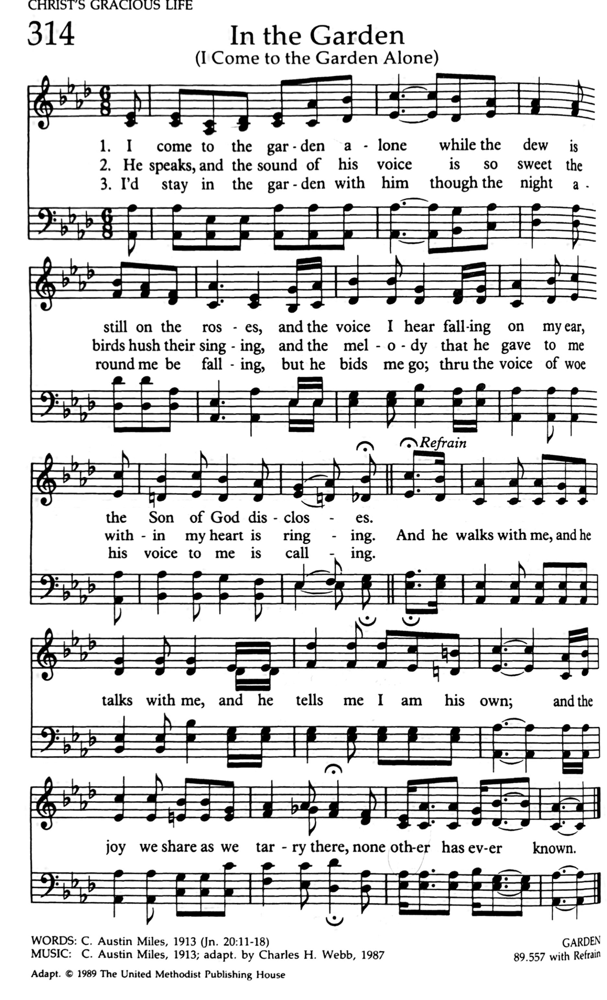 CHRIST'S GRACIOUS LIFE
314
In the Garden
(I Come to the Garden Alone)
1. I come to the gar - den a - lone while the dew is
2. He speaks, and the sound of his voice is so sweet the
3. I'd stay in the gar - den with him though the night a -
still on the ros - es, and the voice I hear fall-ing on my ear,
birds hush their sing - ing, and the mel - o - dy that he gave to me
round me be fall - ing, but he bids me go; thru the voice of woe
Refrain
the Son of God dis - clos - es.
with - in my heart is ring - ing. And he walks with me, and he
his voice to me is call - ing.
talks with me, and he tells me I am his own; and the
joy we share as we tar - ry there, none oth-er has ev-er known.
WORDS: C. Austin Miles, 1913 (Jn. 20:11-18)
MUSIC: C. Austin Miles, 1913; adapt. by Charles H. Webb, 1987
Adapt. © 1989 The United Methodist Publishing House
GARDEN
89.557 with Refrain